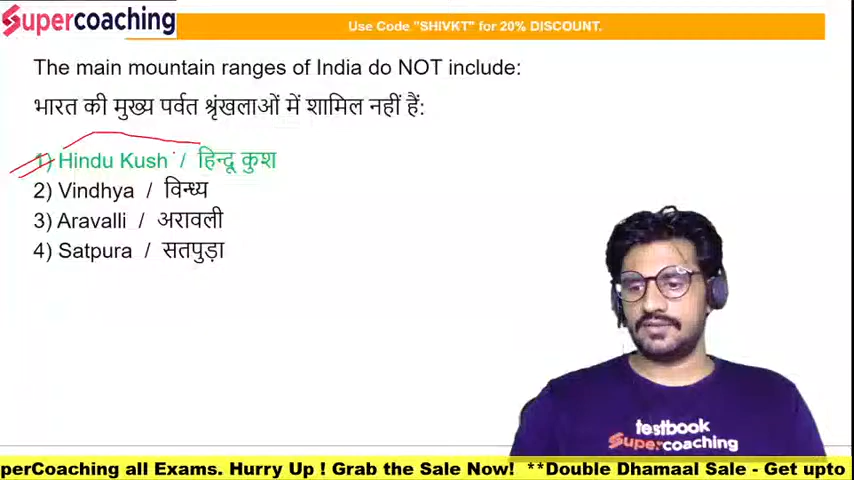 Supercoaching
Use Code "SHIVKT" for 20% DISCOUNT.
The main mountain ranges of India do NOT include:
भारत की मुख्य पर्वत श्रृंखलाओं में शामिल नहीं हैं:
1) Hindu Kush / हिन्दू कुश
2) Vindhya / विन्ध्य
3) Aravalli / अरावली
4) Satpura / सतपुड़ा
testbook
Supercoaching
perCoaching all Exams. Hurry Up ! Grab the Sale Now! **Double Dhamaal Sale - Get upto